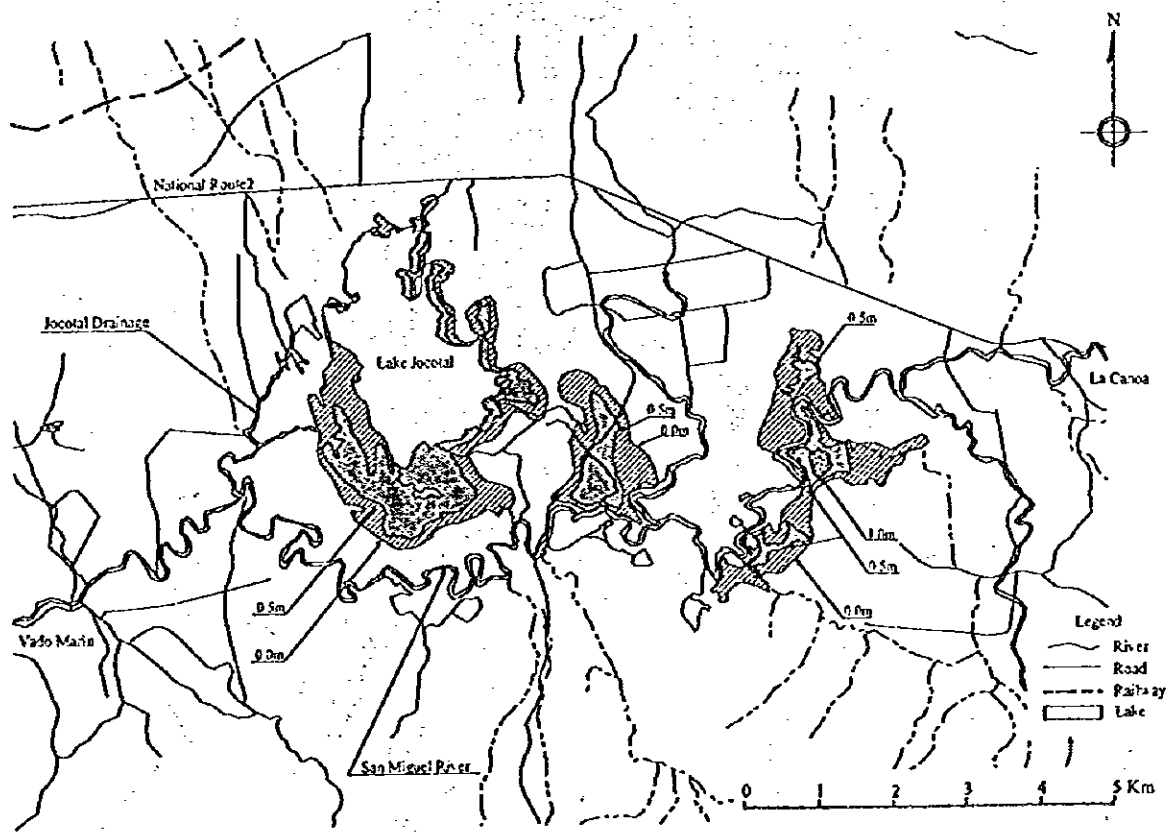 N
National Route2
0.5m
Jocotal Drainage
Lake Jocotal
La Canoa
0.5m
0.0m
1.0m
0.5m
0.5m
0.0m
Vado Marin
0.0m
Legend
River
Road
Railway
Lake
San Miguel River
0 1 2 3 4 5 Km